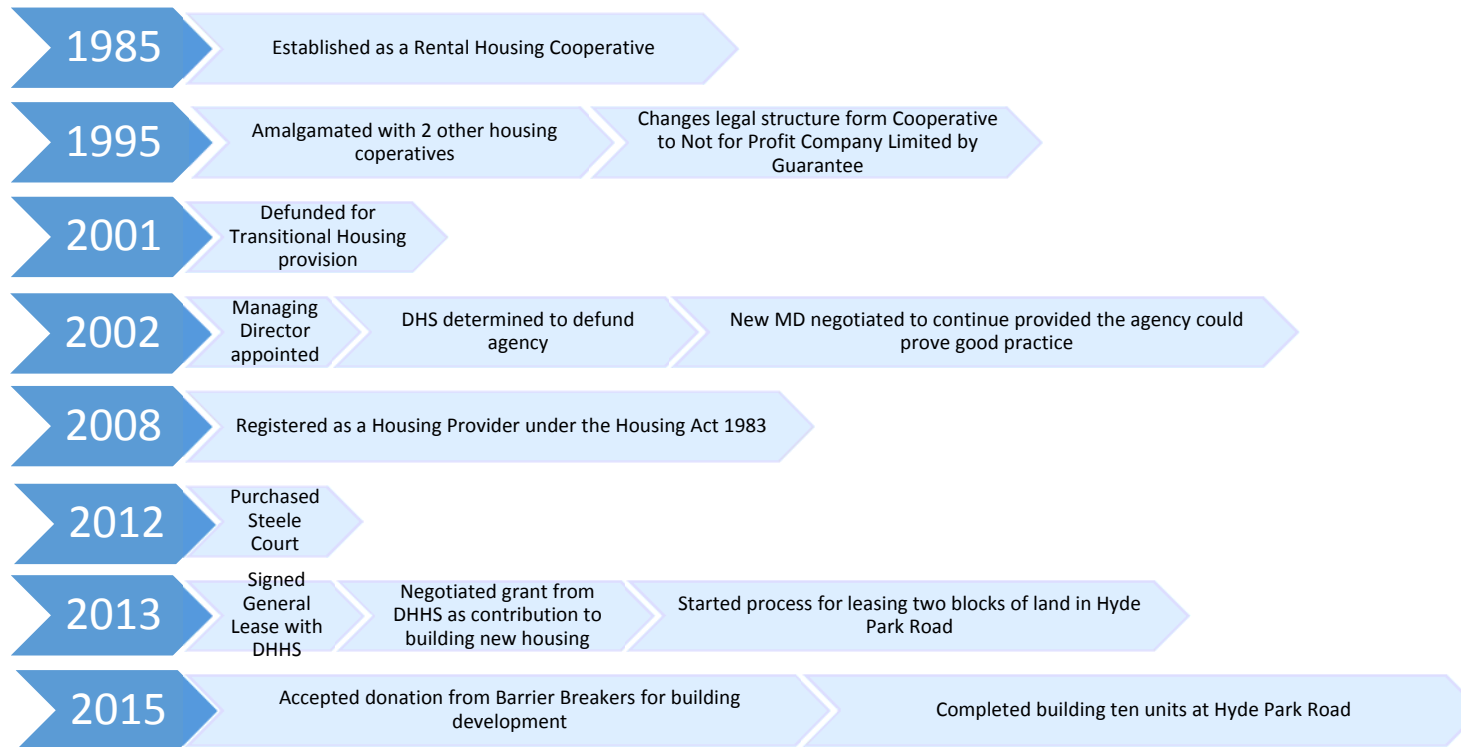 1985
Established as a Rental Housing Cooperative
1995
Amalgamated with 2 other housing
coperatives
Changes legal structure form Cooperative
to Not for Profit Company Limited by
Guarantee
2001
Defunded for
Transitional Housing
provision
2002
Managing
Director
appointed
DHS determined to defund
agency
New MD negotiated to continue provided the agency could
prove good practice
2008
Registered as a Housing Provider under the Housing Act 1983
2012
Purchased
Steele
Court
2013
Signed
General
Lease with
DHHS
Negotiated grant from
DHHS as contribution to
building new housing
Started process for leasing two blocks of land in Hyde
Park Road
2015
Accepted donation from Barrier Breakers for building
development
Completed building ten units at Hyde Park Road